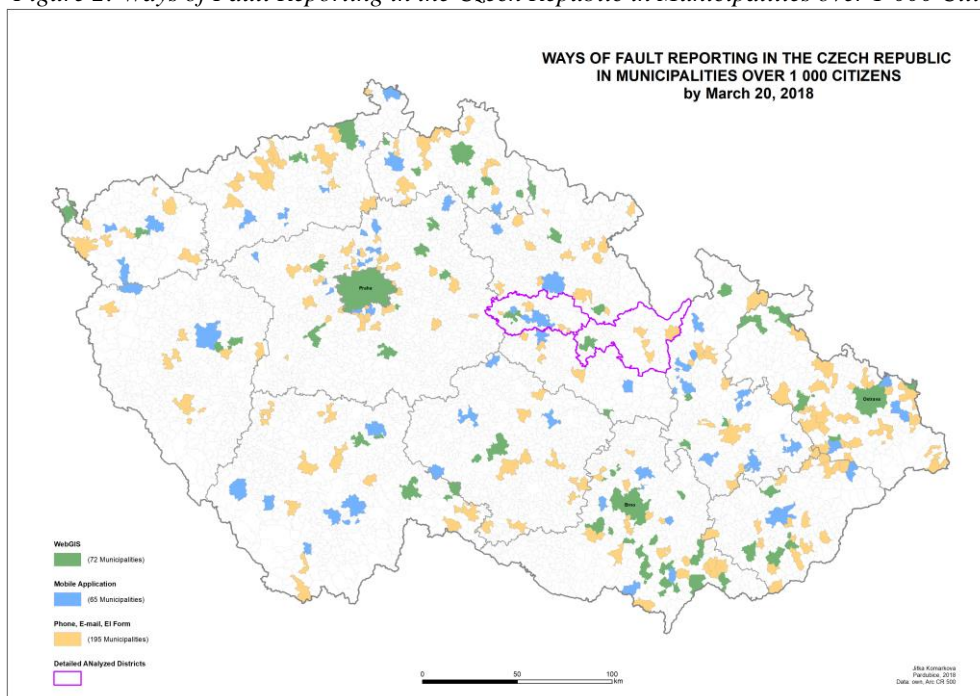 Figure 2: Ways of Fault Reporting in the Czech Republic in Municipalities over 1 000 Citi
WAYS OF FAULT REPORTING IN THE CZECH REPUBLIC
IN MUNICIPALITIES OVER 1 000 CITIZENS
by March 20, 2018
Praha
Ostrava
Brno
WebGIS
(72 Municipalities)
Mobile Application
(65 Municipalities)
Phone, E-mail, El Form
(195 Municipalities)
Detailed ANalyzed Districts
0 50 100
km
Jitka Komarkova
Pardubice, 2018
Data: own, Arc CR 500